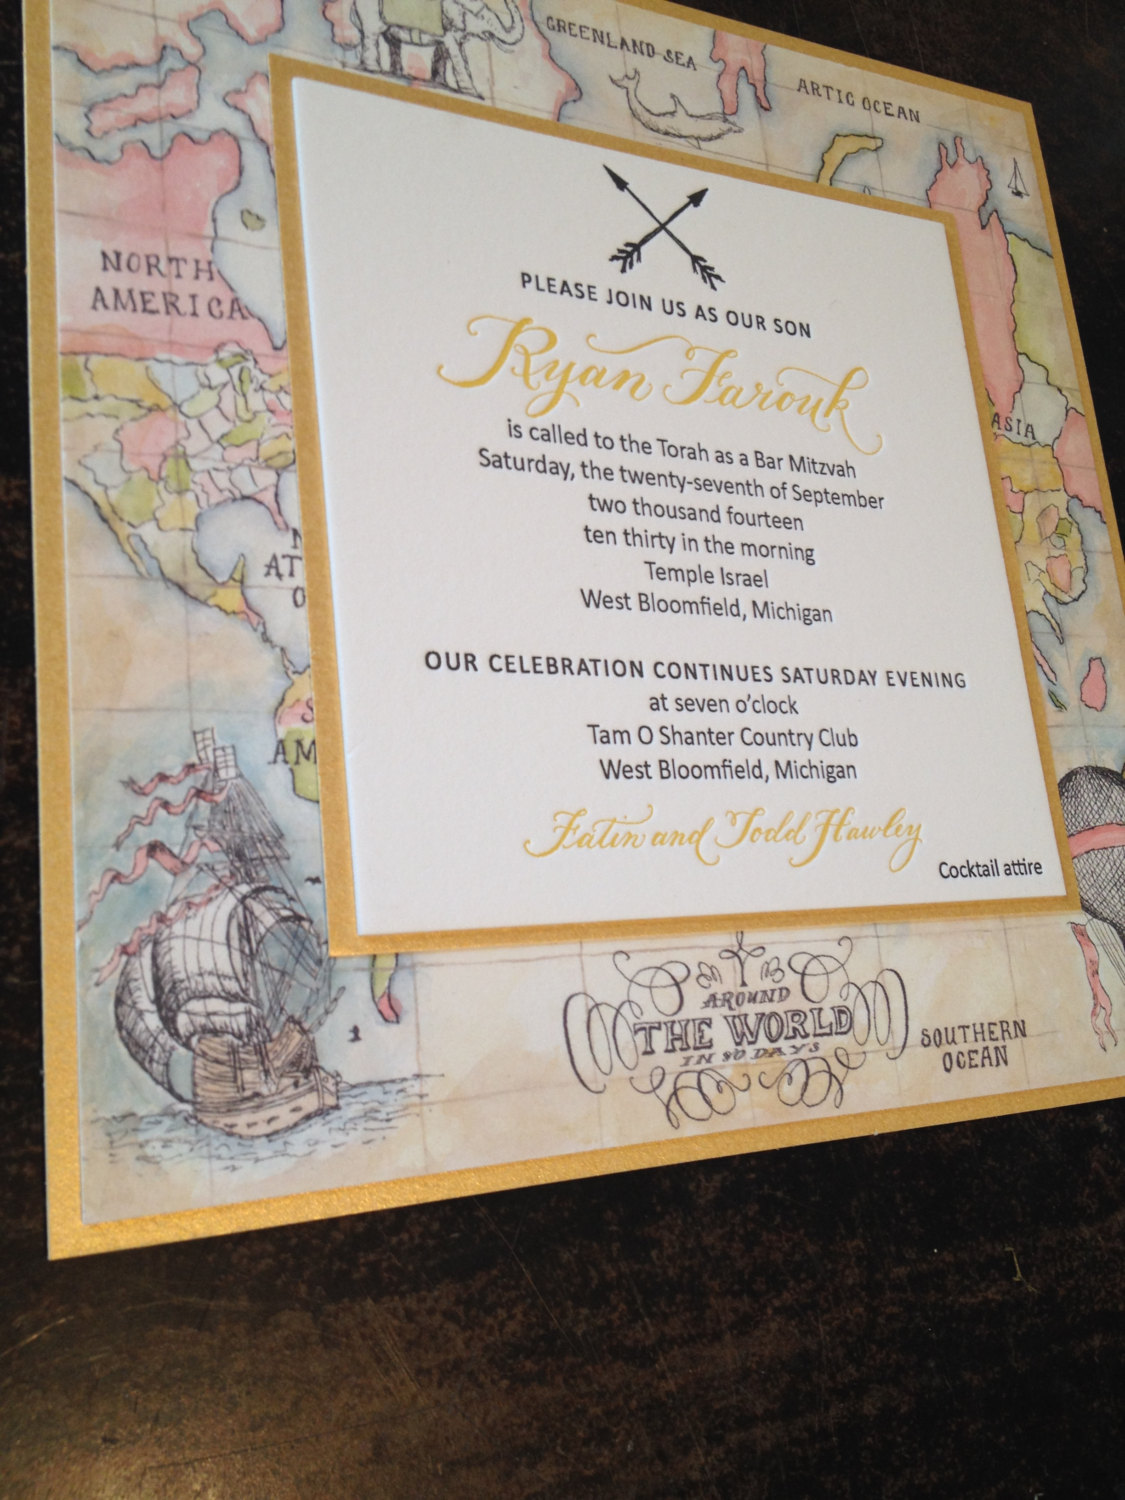 GREENLAND SEA
ARTIC OCEAN
NORTH
AMERICA
ASIA
PLEASE JOIN US AS OUR SON
Ryan Farouk
is called to the Torah as a Bar Mitzvah
Saturday, the twenty-seventh of September
two thousand fourteen
ten thirty in the morning
Temple Israel
West Bloomfield, Michigan
OUR CELEBRATION CONTINUES SATURDAY EVENING
at seven o'clock
Tam O Shanter Country Club
West Bloomfield, Michigan
Fatin and Todd Hawley
Cocktail attire
AROUND
THE WORLD
IN 80 DAYS
SOUTHERN
OCEAN